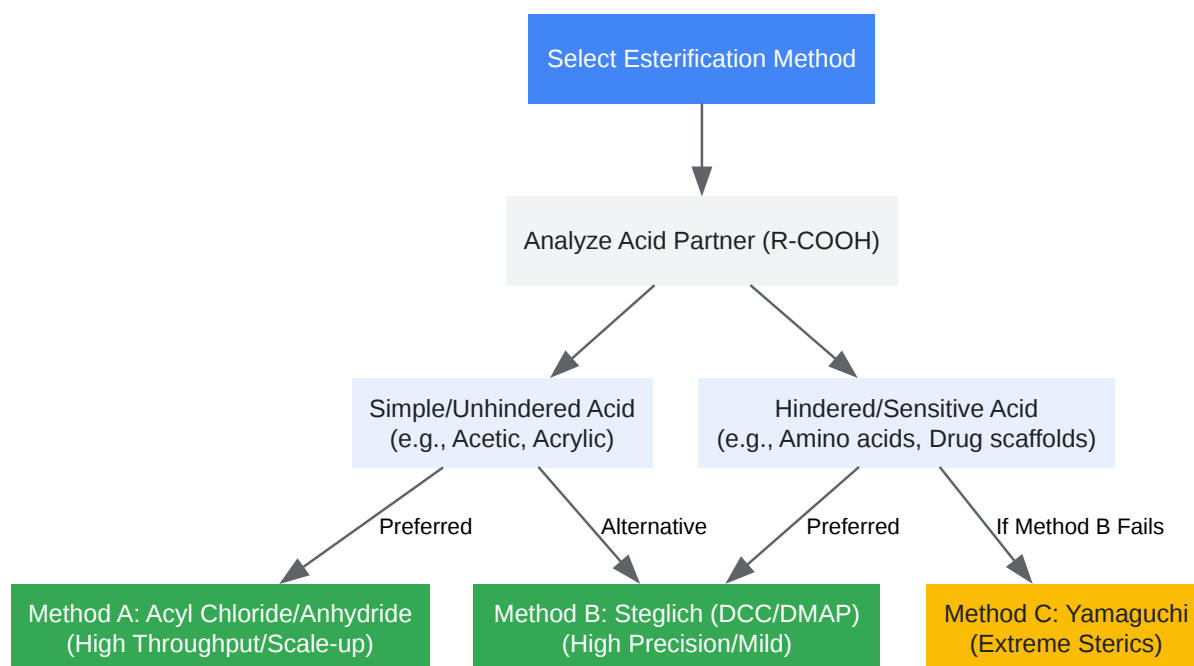 Select Esterification Method
Analyze Acid Partner (R-COOH)
Simple/Unhindered Acid
(e.g., Acetic, Acrylic)
Hindered/Sensitive Acid
(e.g., Amino acids, Drug scaffolds)
Preferred
Alternative
Preferred
If Method B Fails
Method A: Acyl Chloride/Anhydride
(High Throughput/Scale-up)
Method B: Steglich (DCC/DMAP)
(High Precision/Mild)
Method C: Yamaguchi
(Extreme Sterics)